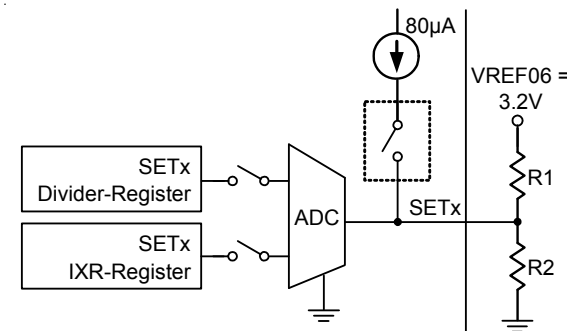 80µA
VREF06 =
3.2V
SETx
Divider-Register
R1
ADC
SETx
SETx
IXR-Register
R2